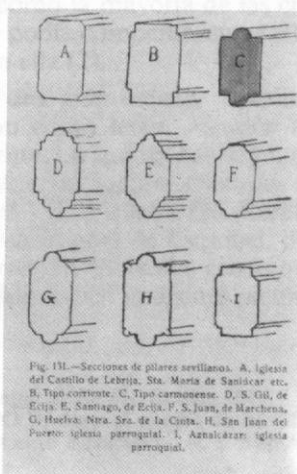 A
B
C
D
E
F
G
H
I
Fig. 131.—Secciones de pilares sevillanos. A, Iglesia
del Castillo de Lebrija, Sta. María de Sanlúcar etc.
B, Tipo corriente. C, Tipo carmonense. D, S. Gil, de
Ecija. E, Santiago, de Ecija. F, S. Juan, de Marchena,
G, Huelva: Ntra. Sra. de la Cinta. H, San Juan del
Puerto: iglesia parroquial. I, Aznalcázar: iglesia
parroquial.